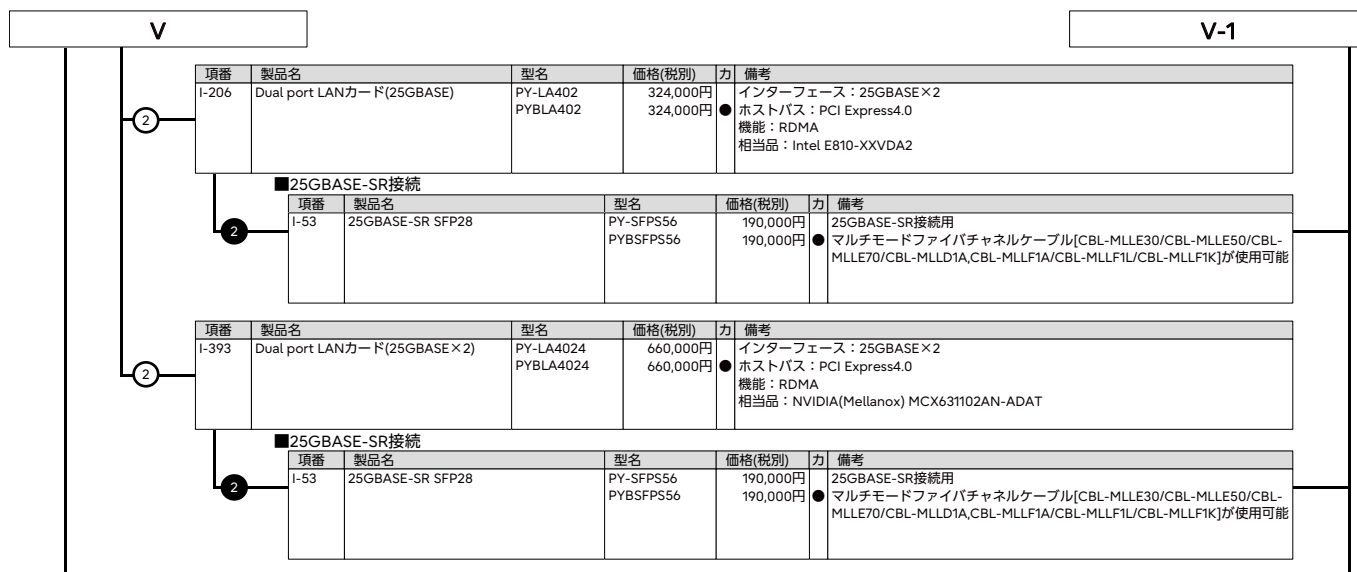 V
V-1
項番 製品名 型名 価格(税別) カ 備考
I-206 Dual port LANカード(25GBASE) PY-LA402 324,000円 インターフェース：25GBASE×2
PYBLA402 324,000円 ● ホストバス：PCI Express4.0
機能：RDMA
相当品：Intel E810-XXVDA2
2
■25GBASE-SR接続
項番 製品名 型名 価格(税別) カ 備考
I-53 25GBASE-SR SFP28 PY-SFPS56 190,000円 25GBASE-SR接続用
2 PYBSFPS56 190,000円 ● マルチモードファイバチャネルケーブル[CBL-MLLE30/CBL-MLLE50/CBL-
MLLE70/CBL-MLLD1A,CBL-MLLF1A/CBL-MLLF1L/CBL-MLLF1K]が使用可能
項番 製品名 型名 価格(税別) カ 備考
I-393 Dual port LANカード(25GBASE×2) PY-LA4024 660,000円 インターフェース：25GBASE×2
2 PYBLA4024 660,000円 ● ホストバス：PCI Express4.0
機能：RDMA
相当品：NVIDIA(Mellanox) MCX631102AN-ADAT
■25GBASE-SR接続
項番 製品名 型名 価格(税別) カ 備考
I-53 25GBASE-SR SFP28 PY-SFPS56 190,000円 25GBASE-SR接続用
2 PYBSFPS56 190,000円 ● マルチモードファイバチャネルケーブル[CBL-MLLE30/CBL-MLLE50/CBL-
MLLE70/CBL-MLLD1A,CBL-MLLF1A/CBL-MLLF1L/CBL-MLLF1K]が使用可能